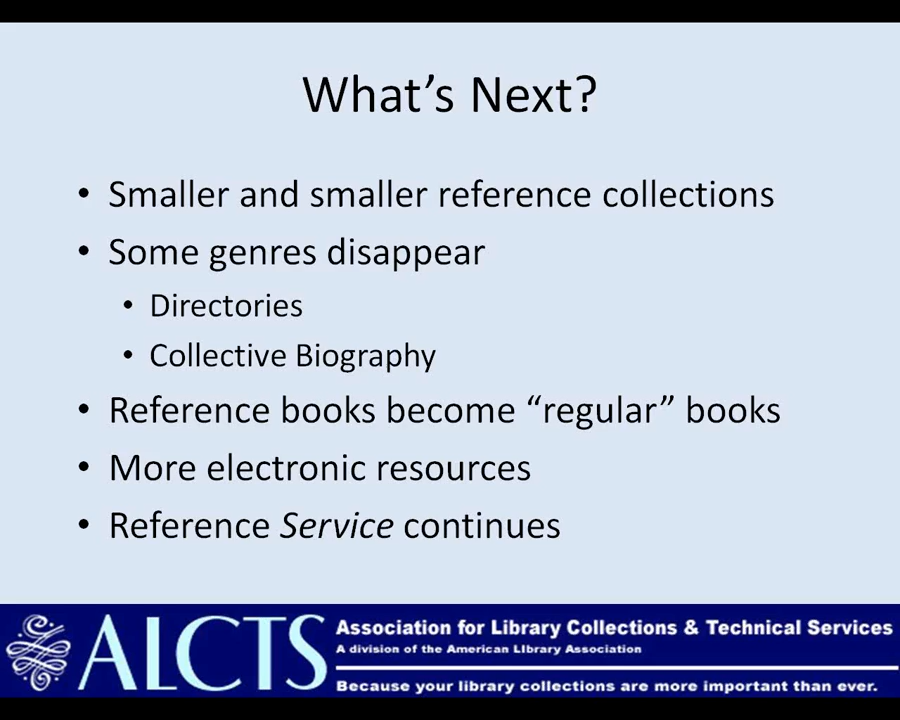 What's Next?
• Smaller and smaller reference collections
• Some genres disappear
• Directories
• Collective Biography
• Reference books become “regular” books
• More electronic resources
• Reference Service continues
ALCTS
Association for Library Collections & Technical Services
A division of the American Library Association
Because your library collections are more important than ever.